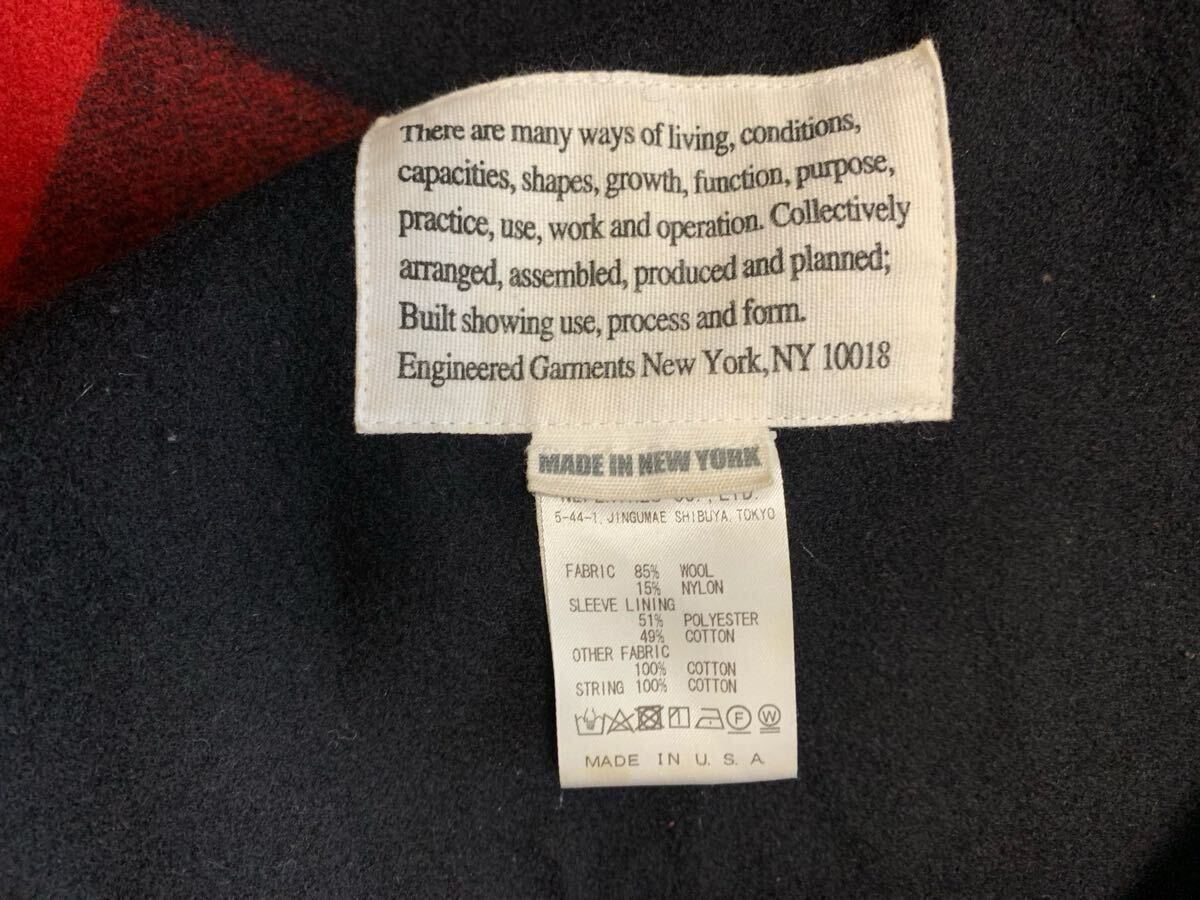 There are many ways of living, conditions,
capacities, shapes, growth, function, purpose,
practice, use, work and operation. Collectively
arranged, assembled, produced and planned;
Built showing use, process and form.
Engineered Garments New York, NY 10018
MADE IN NEW YORK
NEPENTHES CO., LTD.
5-44-1, JINGUMAE SHIBUYA, TOKYO
FABRIC 85% WOOL
15% NYLON
SLEEVE LINING
51% POLYESTER
49% COTTON
OTHER FABRIC
100% COTTON
STRING 100% COTTON
F W
MADE IN U. S. A